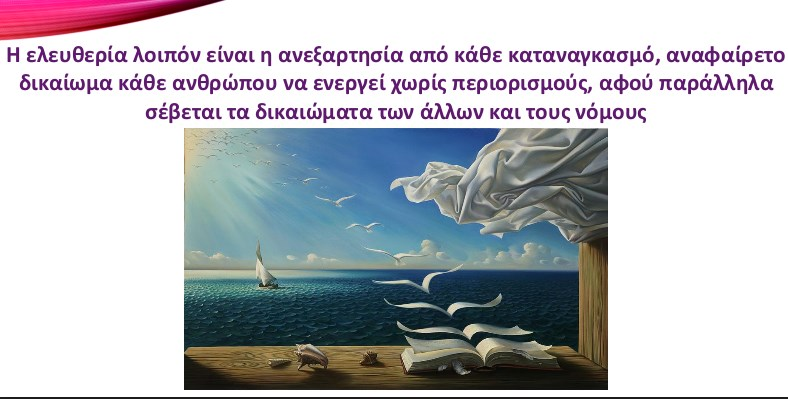 Η ελευθερία λοιπόν είναι η ανεξαρτησία από κάθε καταναγκασμό, αναφαίρετο
δικαίωμα κάθε ανθρώπου να ενεργεί χωρίς περιορισμούς, αφού παράλληλα
σέβεται τα δικαιώματα των άλλων και τους νόμους